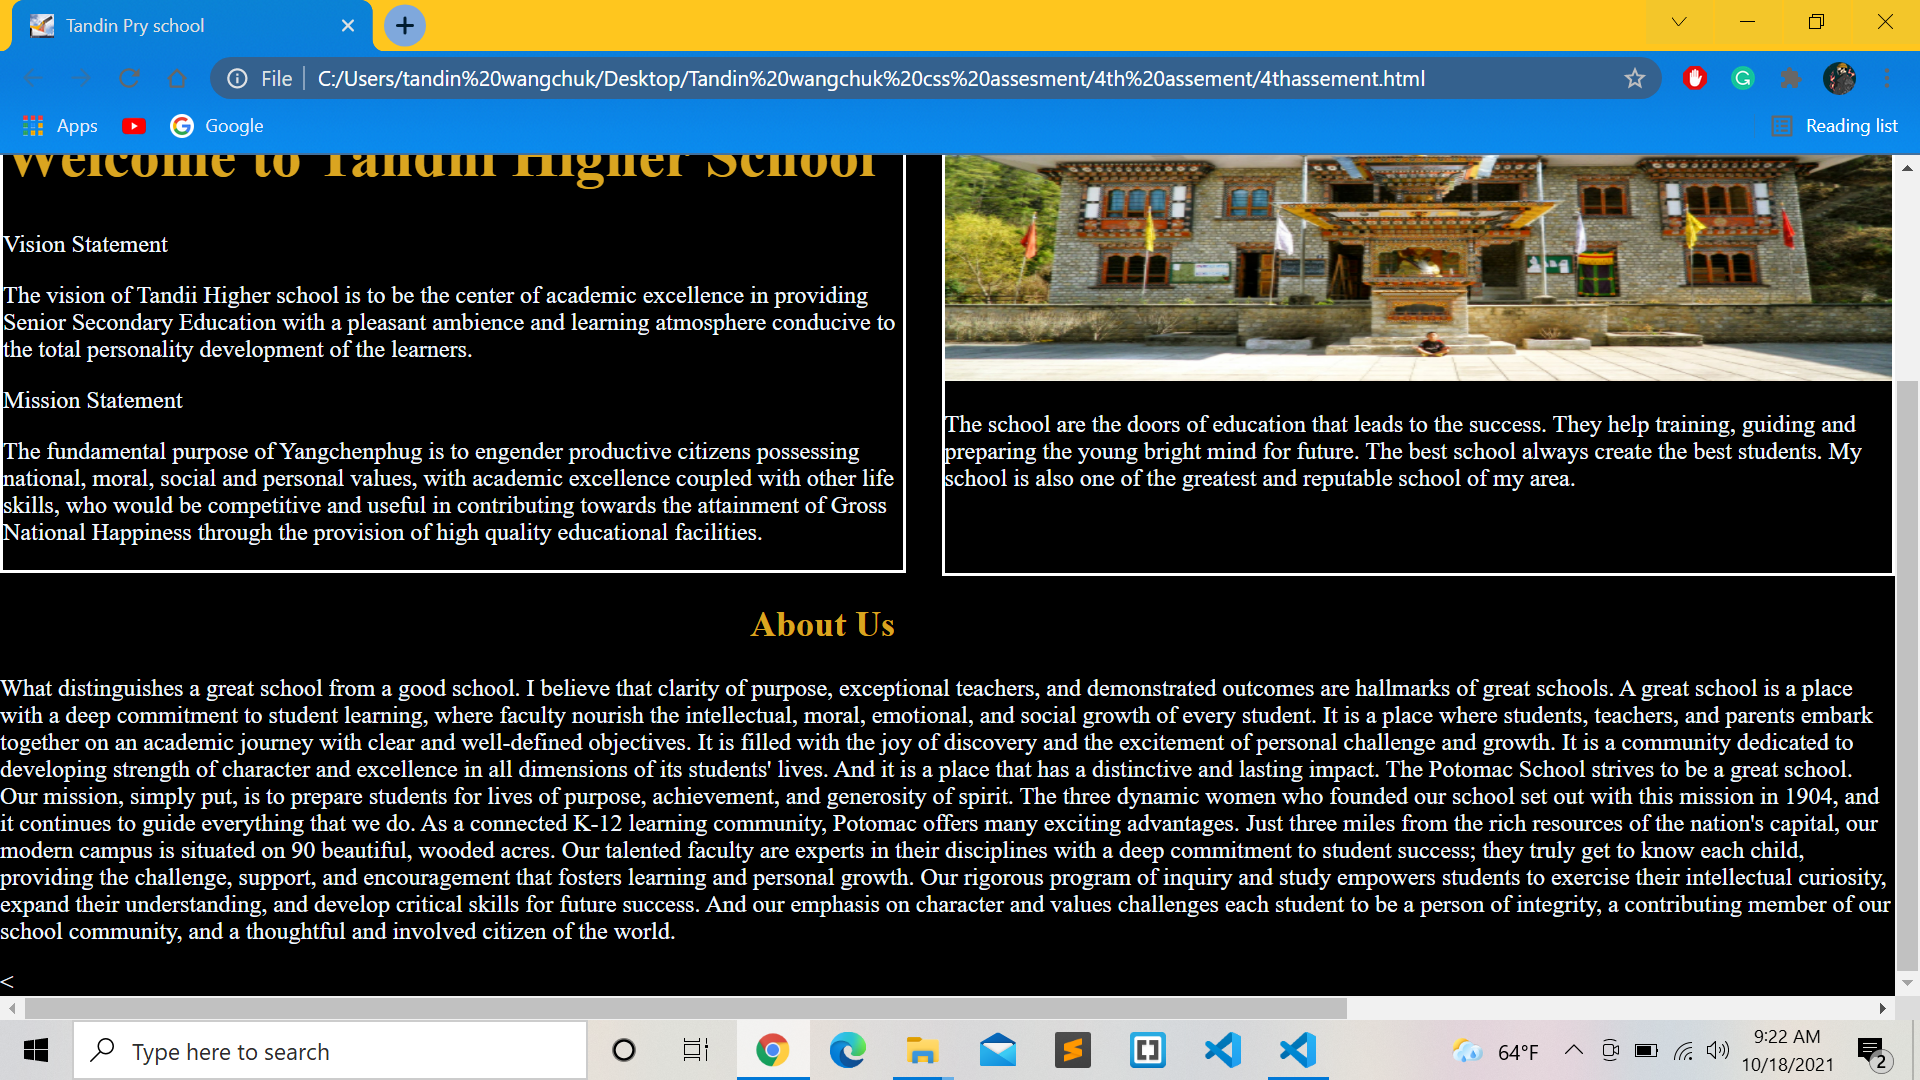 Tandin Pry school
File
C:/Users/tandin%20wangchuk/Desktop/Tandin%20wangchuk%20css%20assesment/4th%20assement/4thassement.html
Apps
Google
Reading list
Welcome to Tandin Higher School
Vision Statement
The vision of Tandii Higher school is to be the center of academic excellence in providing
Senior Secondary Education with a pleasant ambience and learning atmosphere conducive to
the total personality development of the learners.
Mission Statement
The fundamental purpose of Yangchenphug is to engender productive citizens possessing
national, moral, social and personal values, with academic excellence coupled with other life
skills, who would be competitive and useful in contributing towards the attainment of Gross
National Happiness through the provision of high quality educational facilities.
The school are the doors of education that leads to the success. They help training, guiding and
preparing the young bright mind for future. The best school always create the best students. My
school is also one of the greatest and reputable school of my area.
About Us
What distinguishes a great school from a good school. I believe that clarity of purpose, exceptional teachers, and demonstrated outcomes are hallmarks of great schools. A great school is a place
with a deep commitment to student learning, where faculty nourish the intellectual, moral, emotional, and social growth of every student. It is a place where students, teachers, and parents embark
together on an academic journey with clear and well-defined objectives. It is filled with the joy of discovery and the excitement of personal challenge and growth. It is a community dedicated to
developing strength of character and excellence in all dimensions of its students' lives. And it is a place that has a distinctive and lasting impact. The Potomac School strives to be a great school.
Our mission, simply put, is to prepare students for lives of purpose, achievement, and generosity of spirit. The three dynamic women who founded our school set out with this mission in 1904, and
it continues to guide everything that we do. As a connected K-12 learning community, Potomac offers many exciting advantages. Just three miles from the rich resources of the nation's capital, our
modern campus is situated on 90 beautiful, wooded acres. Our talented faculty are experts in their disciplines with a deep commitment to student success; they truly get to know each child,
providing the challenge, support, and encouragement that fosters learning and personal growth. Our rigorous program of inquiry and study empowers students to exercise their intellectual curiosity,
expand their understanding, and develop critical skills for future success. And our emphasis on character and values challenges each student to be a person of integrity, a contributing member of our
school community, and a thoughtful and involved citizen of the world.
<
Type here to search
64°F
9:22 AM
10/18/2021
2